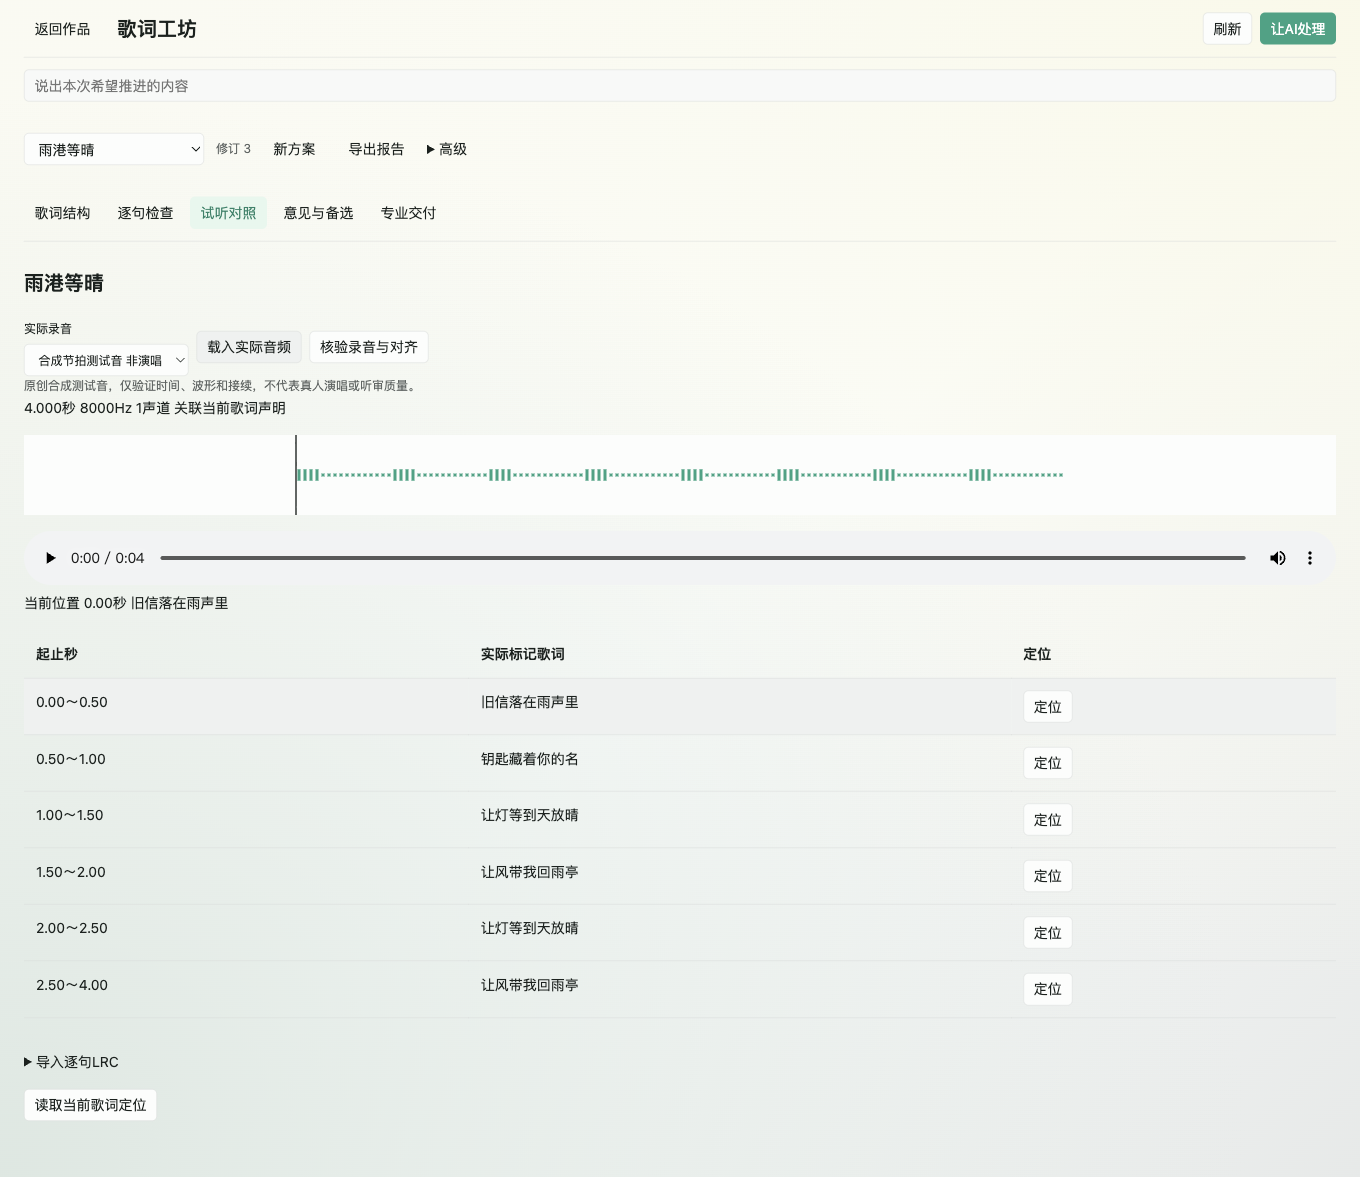 返回作品 歌词工坊 刷新 让AI处理
说出本次希望推进的内容
雨港等晴 修订 3 新方案 导出报告 高级
歌词结构 逐句检查 试听对照 意见与备选 专业交付
雨港等晴
实际录音
合成节拍测试音 非演唱 载入实际音频 核验录音与对齐
原创合成测试音，仅验证时间、波形和接续，不代表真人演唱或听审质量。
4.000秒 8000Hz 1声道 关联当前歌词声明
0:00 / 0:04
当前位置 0.00秒 旧信落在雨声里
起止秒 实际标记歌词 定位
0.00～0.50 旧信落在雨声里 定位
0.50～1.00 钥匙藏着你的名 定位
1.00～1.50 让灯等到天放晴 定位
1.50～2.00 让风带我回雨亭 定位
2.00～2.50 让灯等到天放晴 定位
2.50～4.00 让风带我回雨亭 定位
导入逐句LRC
读取当前歌词定位